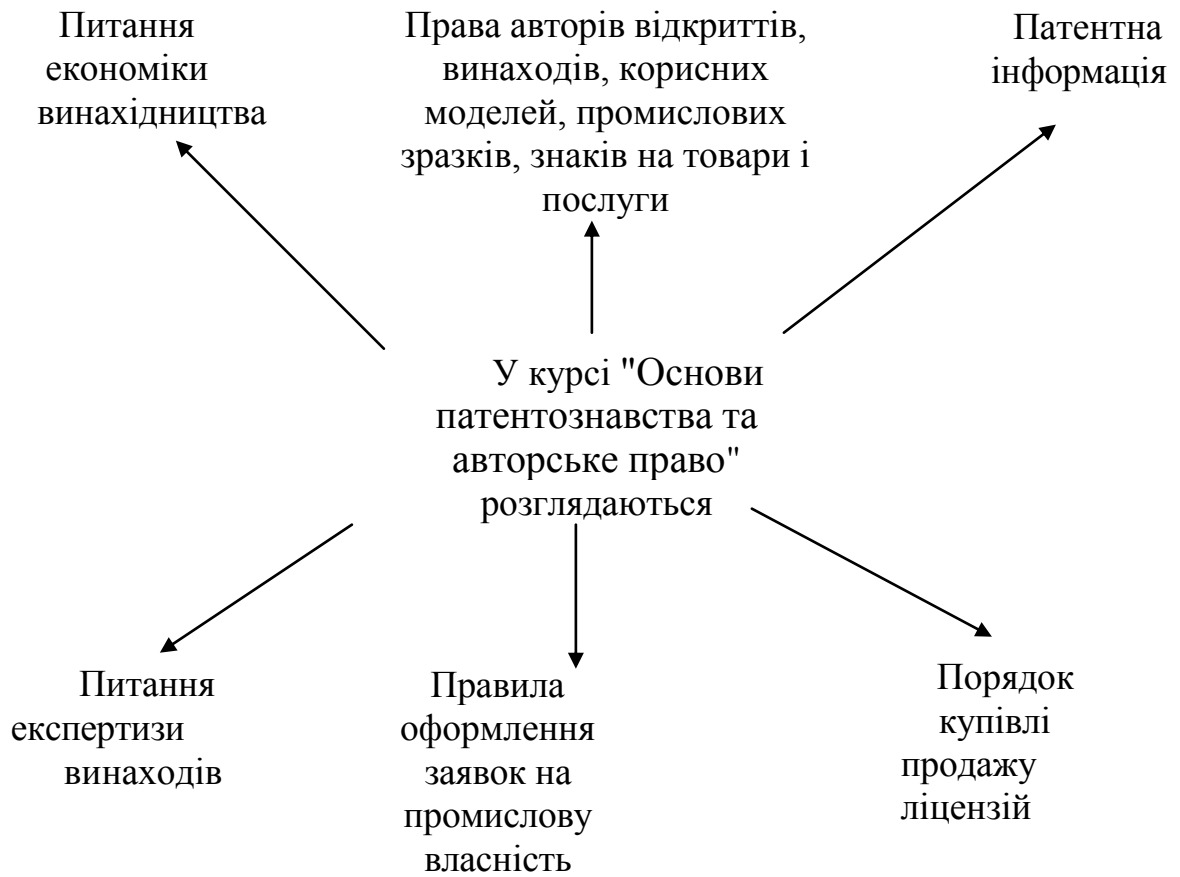 Питання
економіки
винахідництва
Права авторів відкриттів,
винаходів, корисних
моделей, промислових
зразків, знаків на товари і
послуги
Патентна
інформація
У курсі "Основи
патентознавства та
авторське право"
розглядаються
Питання
експертизи
винаходів
Правила
оформлення
заявок на
промислову
власність
Порядок
купівлі
продажу
ліцензій